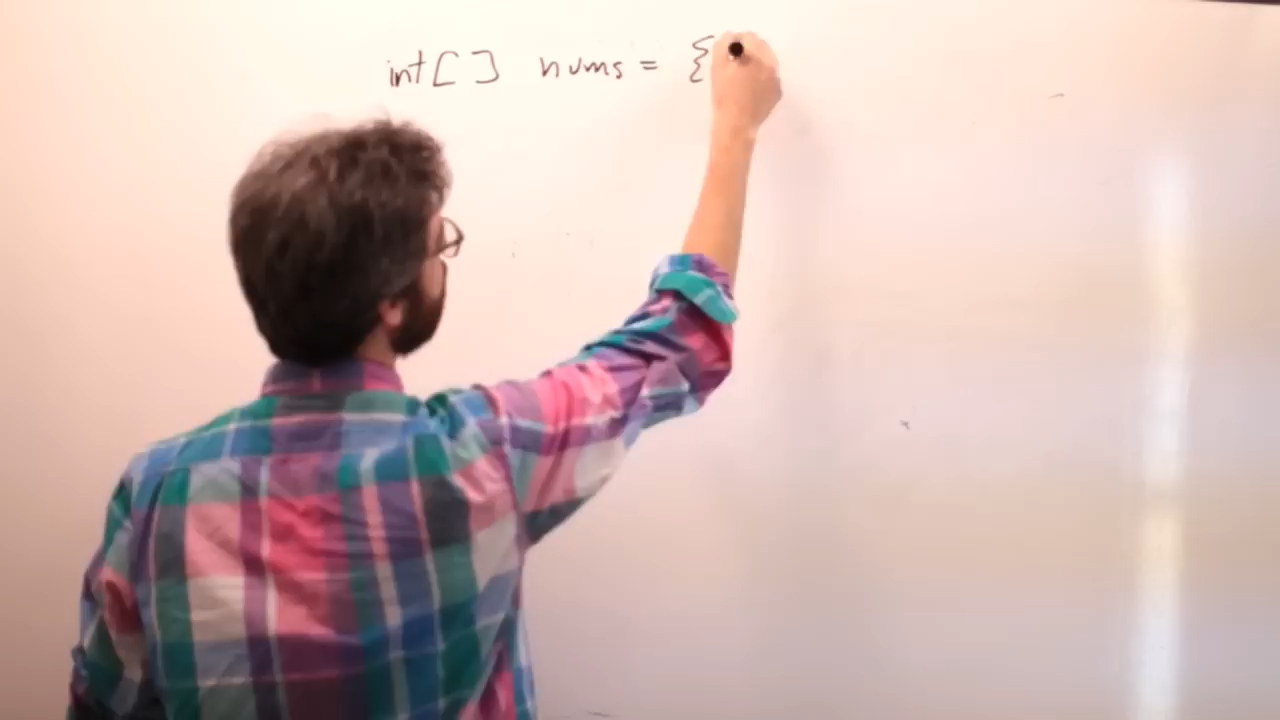 int[] nums = {